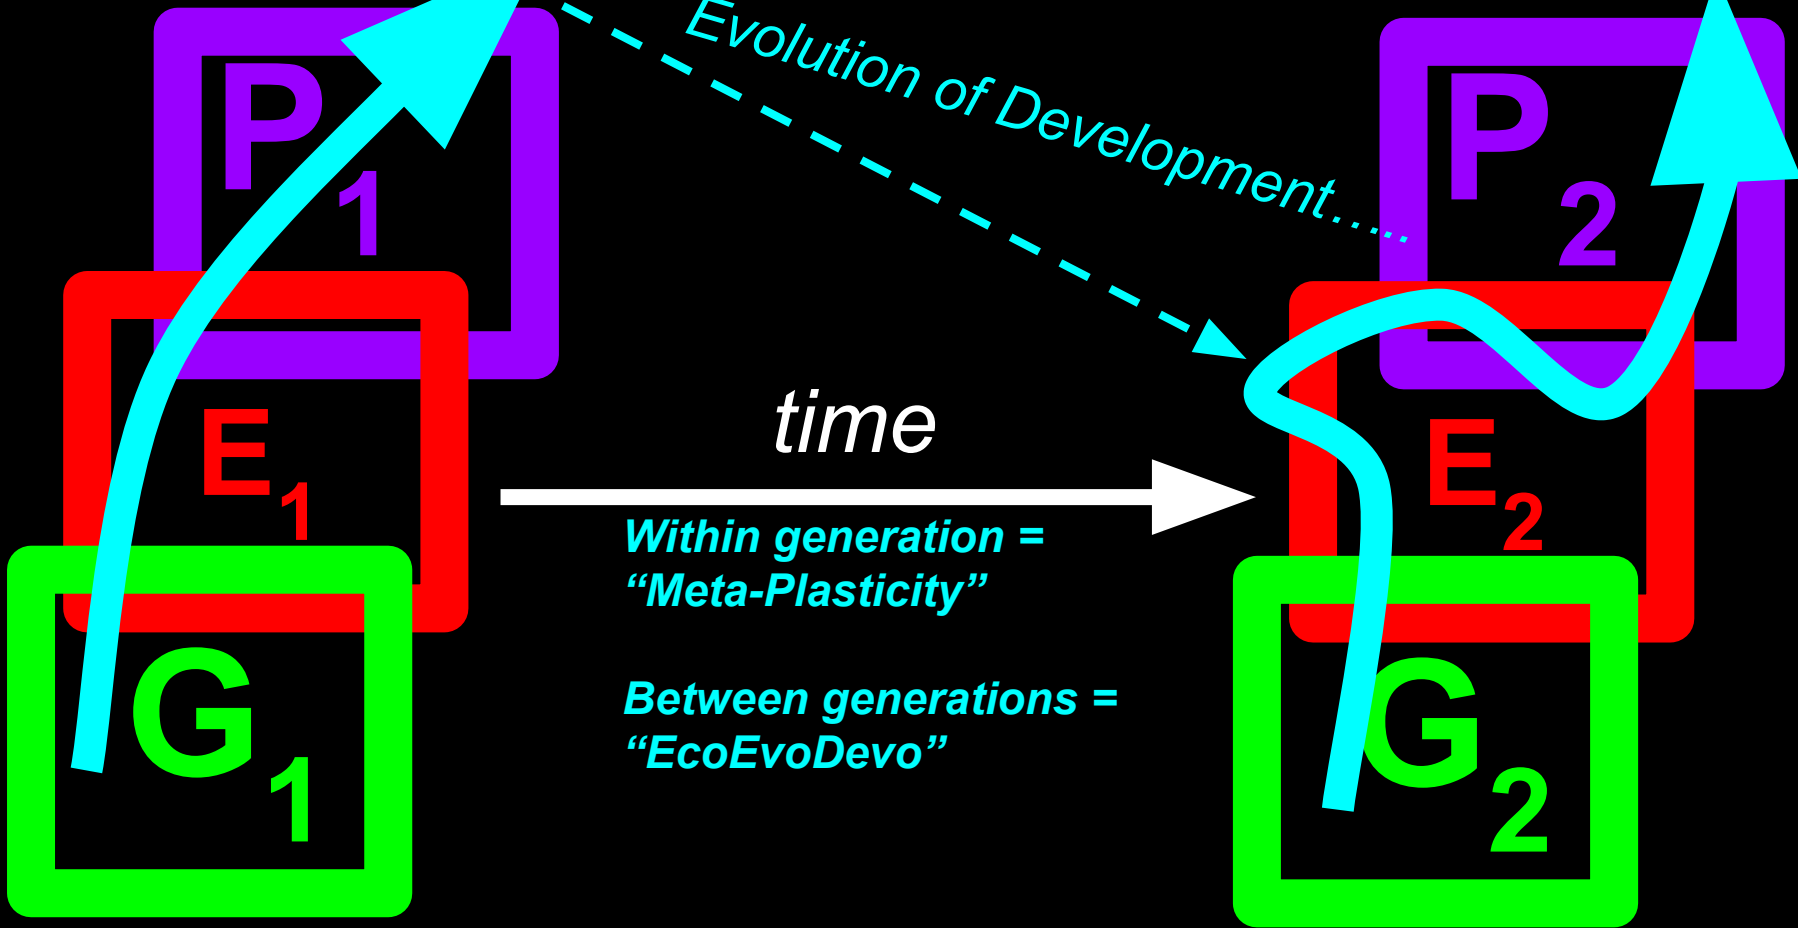 Evolution of Development......
P1
P2
time
E1
E2
Within generation =
“Meta-Plasticity”
Between generations =
“EcoEvoDevo”
G1
G2